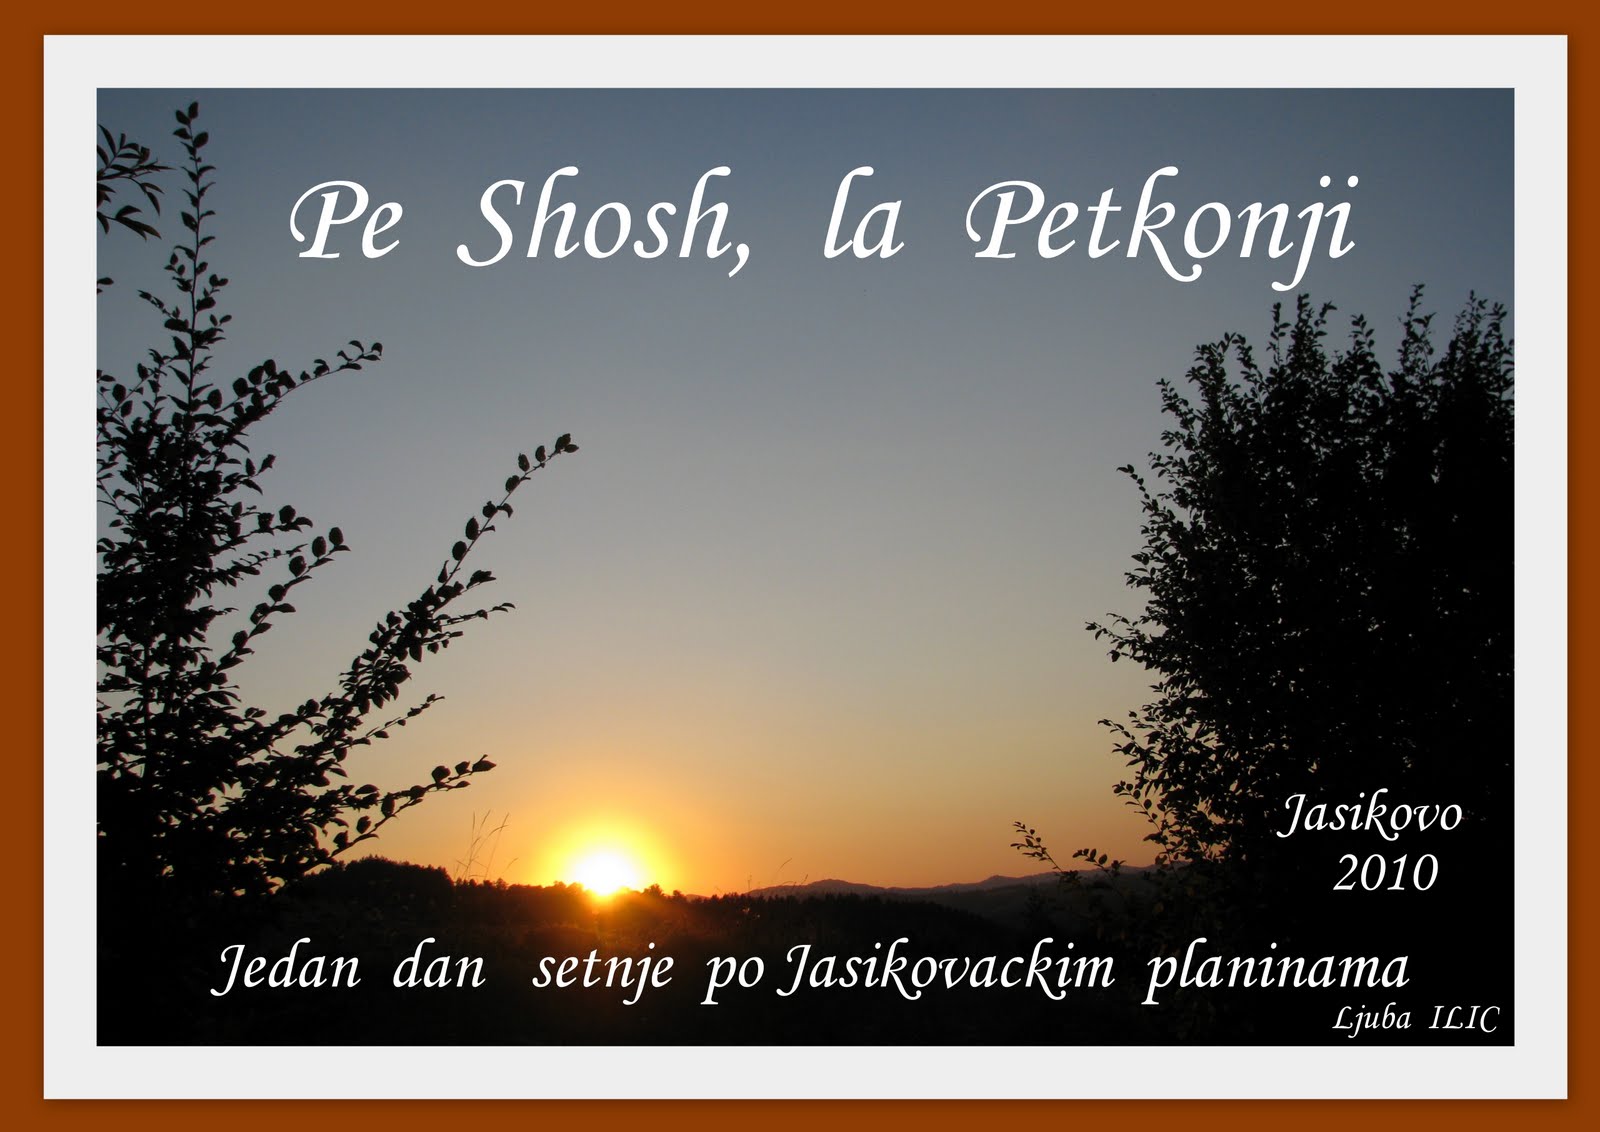 Pe Shosh, la Petkonji
Jasikovo
2010
Jedan dan setnje po Jasikovackim planinama
Ljuba ILIC